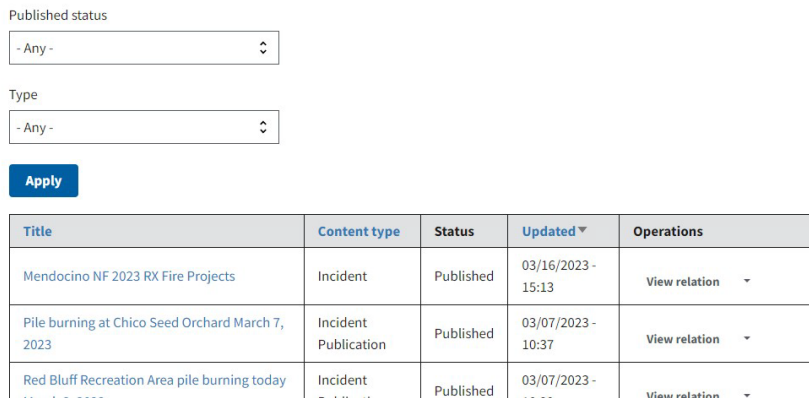 Published status
- Any -
Type
- Any -
Apply
Title Content type Status Updated Operations
Mendocino NF 2023 RX Fire Projects Incident Published 03/16/2023 - 15:13 View relation
Pile burning at Chico Seed Orchard March 7, 2023 Incident Publication Published 03/07/2023 - 10:37 View relation
Red Bluff Recreation Area pile burning today Incident Published 03/07/2023 - View relation